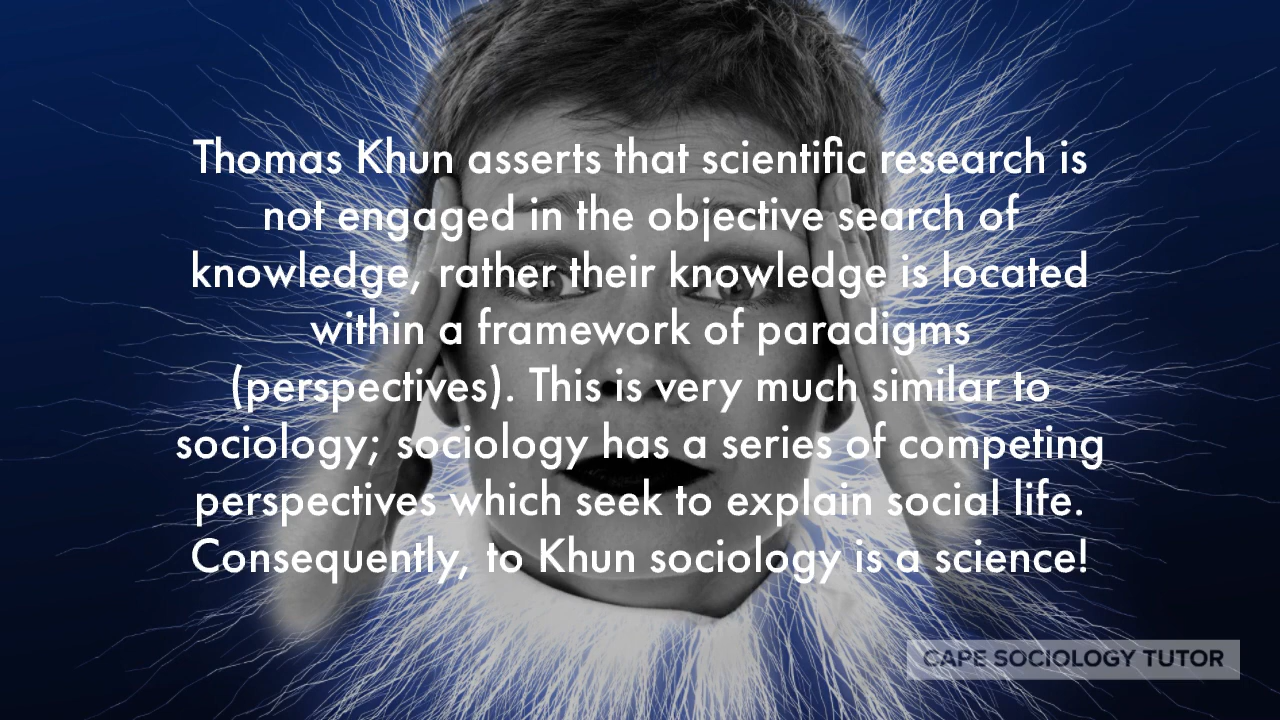 Thomas Khun asserts that scientific research is
not engaged in the objective search of
knowledge, rather their knowledge is located
within a framework of paradigms
(perspectives). This is very much similar to
sociology; sociology has a series of competing
perspectives which seek to explain social life.
Consequently, to Khun sociology is a science!
CAPE SOCIOLOGY TUTOR